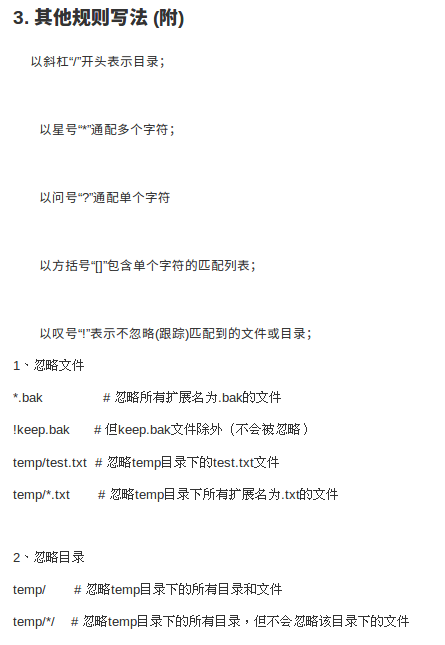 3. 其他规则写法 (附)
以斜杠“/”开头表示目录；
以星号“*”通配多个字符；
以问号“?”通配单个字符
以方括号“[]”包含单个字符的匹配列表；
以叹号“!”表示不忽略(跟踪)匹配到的文件或目录；
1、忽略文件
*.bak # 忽略所有扩展名为.bak的文件
!keep.bak # 但keep.bak文件除外（不会被忽略）
temp/test.txt # 忽略temp目录下的test.txt文件
temp/*.txt # 忽略temp目录下所有扩展名为.txt的文件
2、忽略目录
temp/ # 忽略temp目录下的所有目录和文件
temp/*/ # 忽略temp目录下的所有目录，但不会忽略该目录下的文件